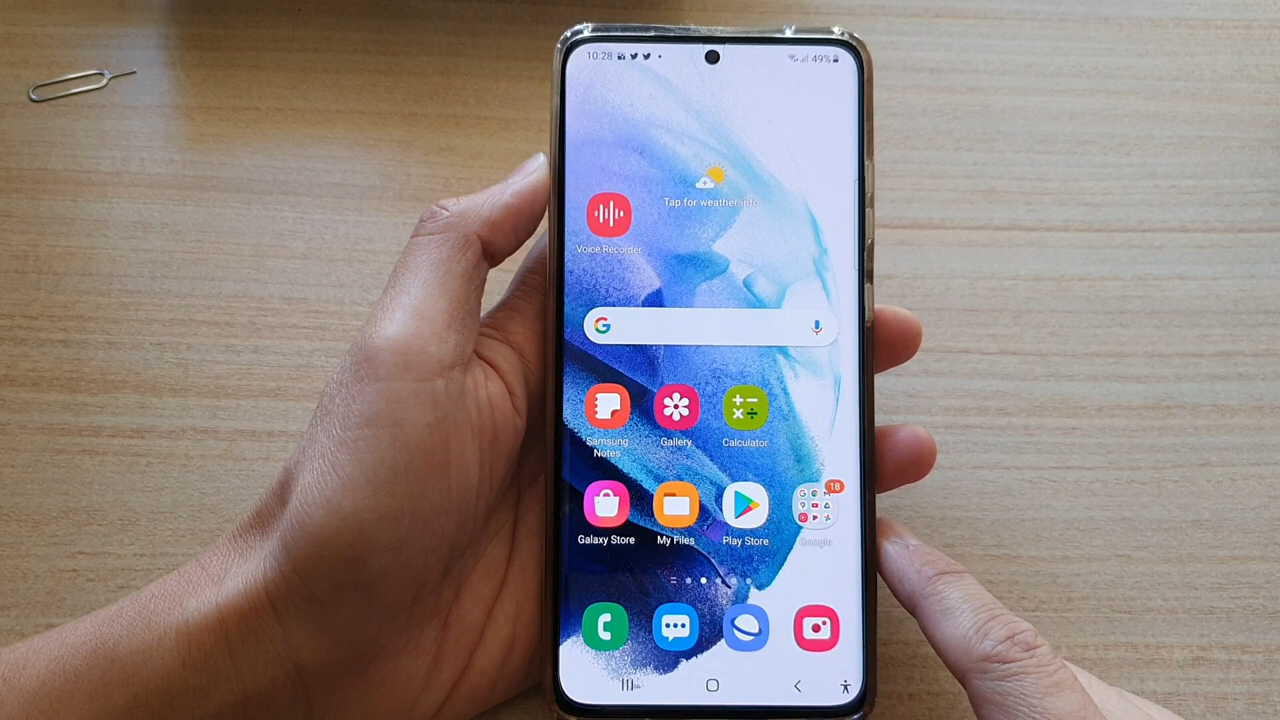 10:28
49%
Tap for weather info
Voice Recorder
Samsung
Notes
Gallery
Calculator
18
Galaxy Store
My Files
Play Store
Google